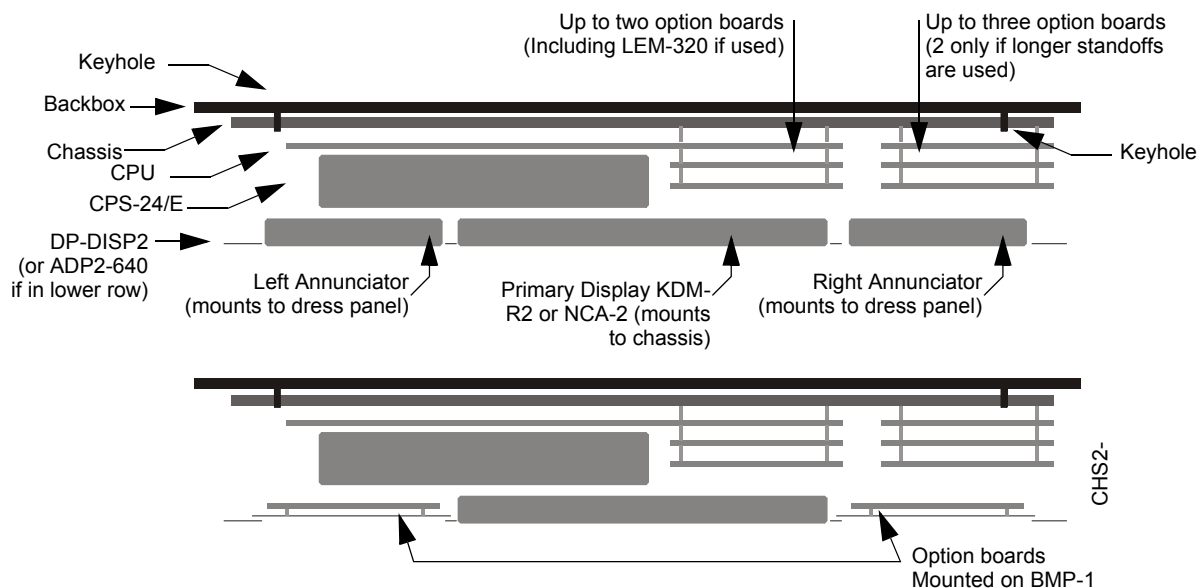 Up to two option boards
(Including LEM-320 if used)
Up to three option boards
(2 only if longer standoffs
are used)
Keyhole
Backbox
Chassis
CPU
Keyhole
CPS-24/E
DP-DISP2
(or ADP2-640
if in lower row)
Left Annunciator
(mounts to dress panel)
Primary Display KDM-
R2 or NCA-2 (mounts
to chassis)
Right Annunciator
(mounts to dress panel)
CHS2-
Option boards
Mounted on BMP-1